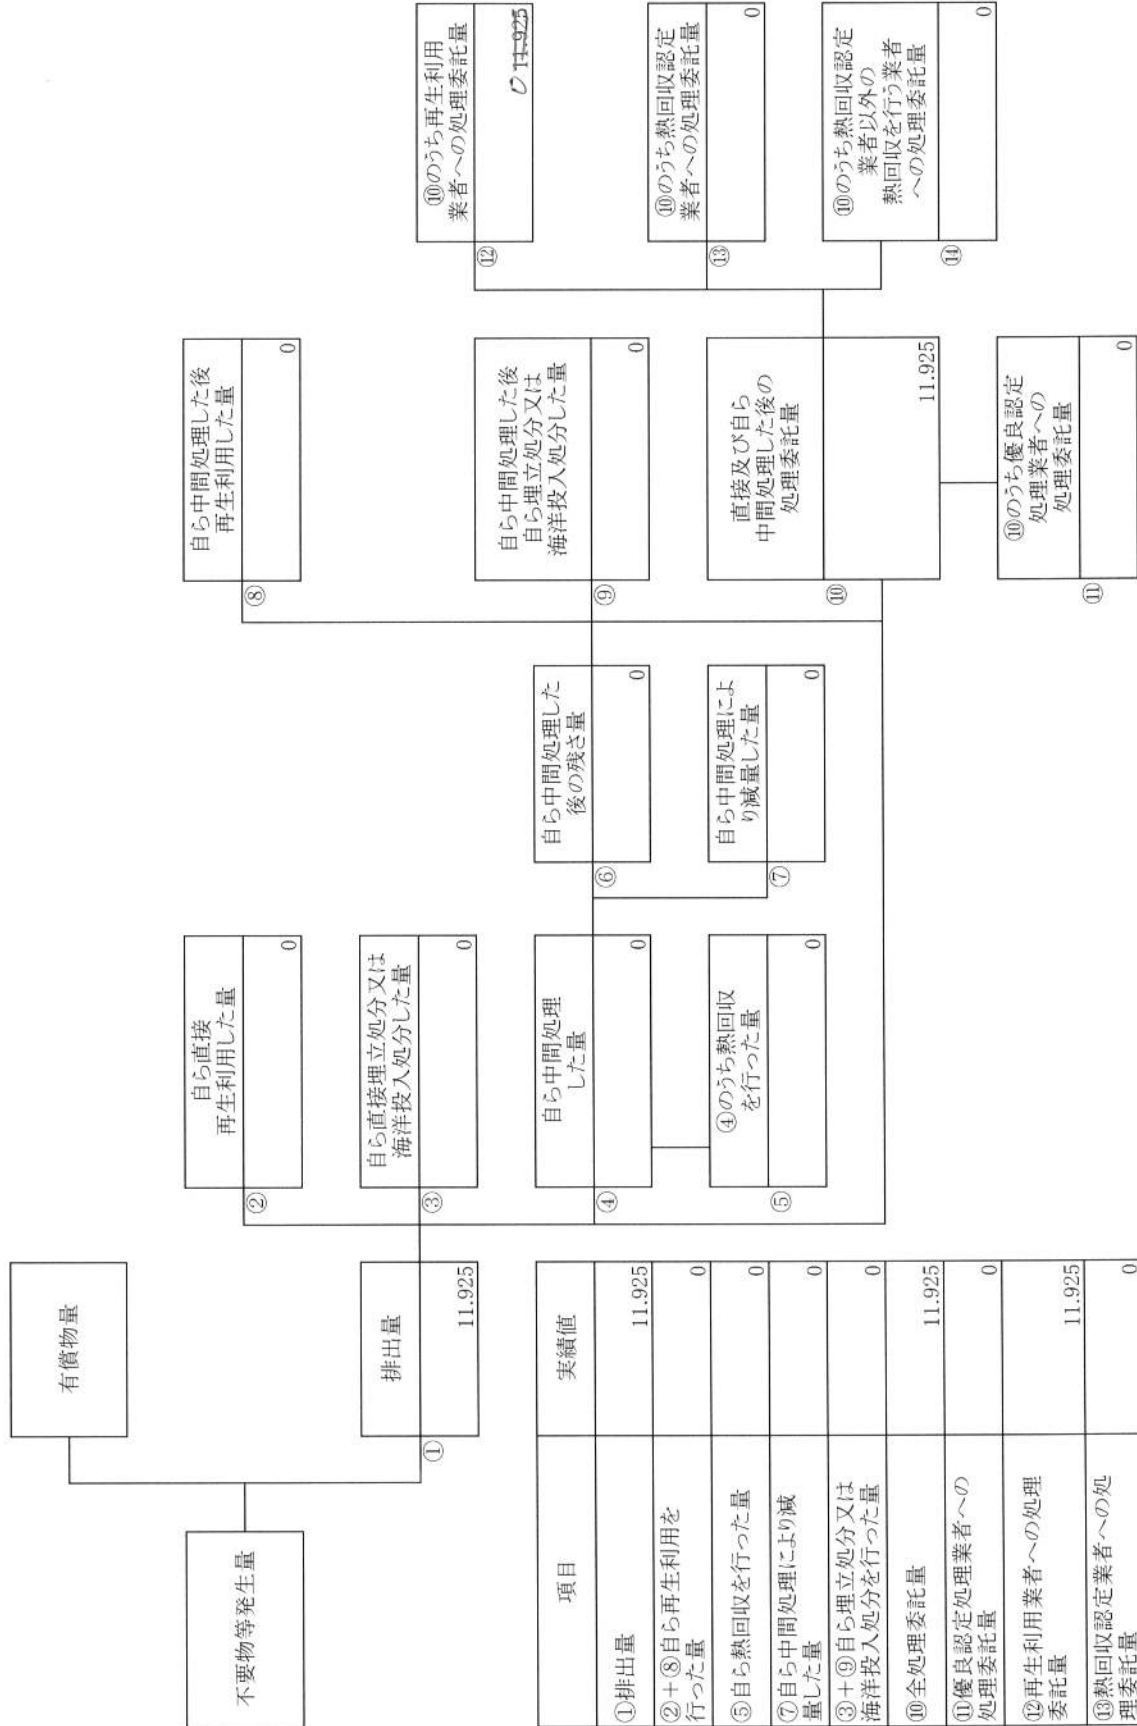 不要物等発生量
有償物量
排出量
①
11.925
自ら直接
再生利用した量
②
0
自ら直接埋立処分又は
海洋投入処分した量
③
0
自ら中間処理
した量
④
0
④のうち熱回収
を行った量
⑤
0
自ら中間処理した
後の残さ量
⑥
0
自ら中間処理によ
り減量した量
⑦
0
自ら中間処理した後
再生利用した量
⑧
0
自ら中間処理した後
自ら埋立処分又は
海洋投入処分した量
⑨
0
直接及び自ら
中間処理した後の
処理委託量
⑩
11.925
⑩のうち優良認定
処理業者への
処理委託量
⑪
0
⑩のうち再生利用
業者への処理委託量
⑫
0 11.925
⑩のうち熱回収認定
業者への処理委託量
⑬
0
⑩のうち熱回収認定
業者以外の
熱回収を行う業者
への処理委託量
⑭
0
項目 実績値
①排出量 11.925
②+⑧自ら再生利用を
行った量 0
⑤自ら熱回収を行った量 0
⑦自ら中間処理により減
量した量 0
③+⑨自ら埋立処分又は
海洋投入処分を行った量 0
⑩全処理委託量 11.925
⑪優良認定処理業者への
処理委託量 0
⑫再生利用業者への処理
委託量 11.925
⑬熱回収認定業者への処
理委託量 0